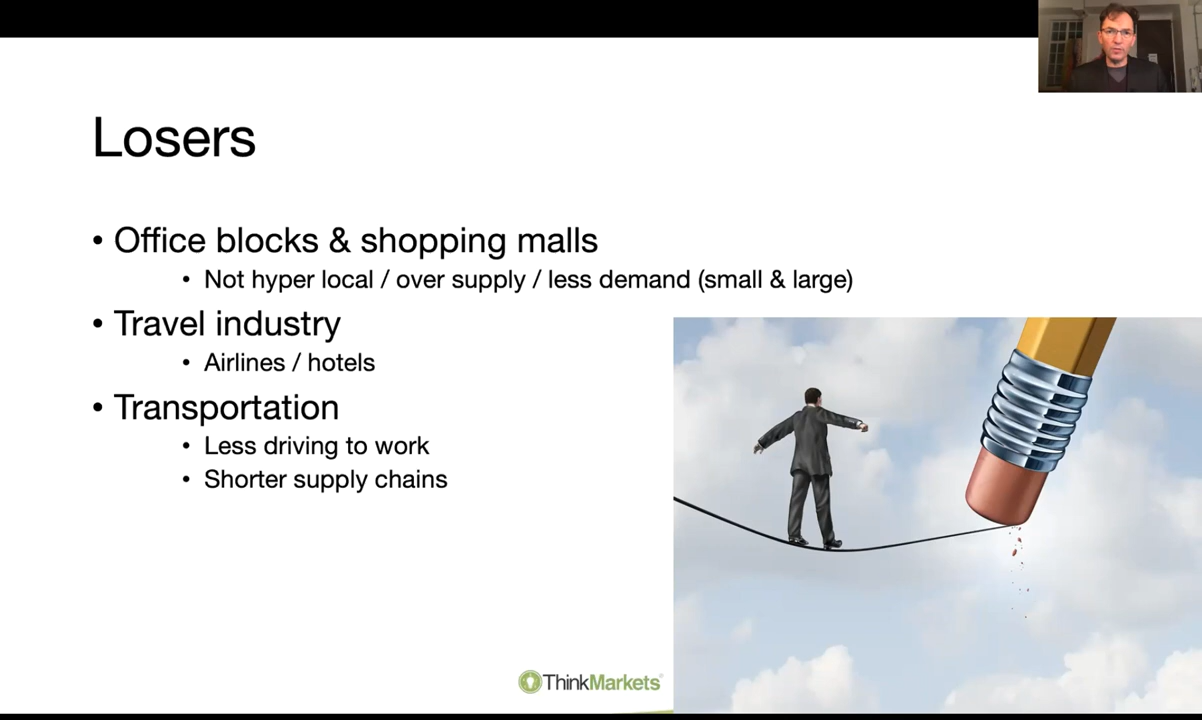 Losers
• Office blocks & shopping malls
• Not hyper local / over supply / less demand (small & large)
• Travel industry
• Airlines / hotels
• Transportation
• Less driving to work
• Shorter supply chains
ThinkMarkets